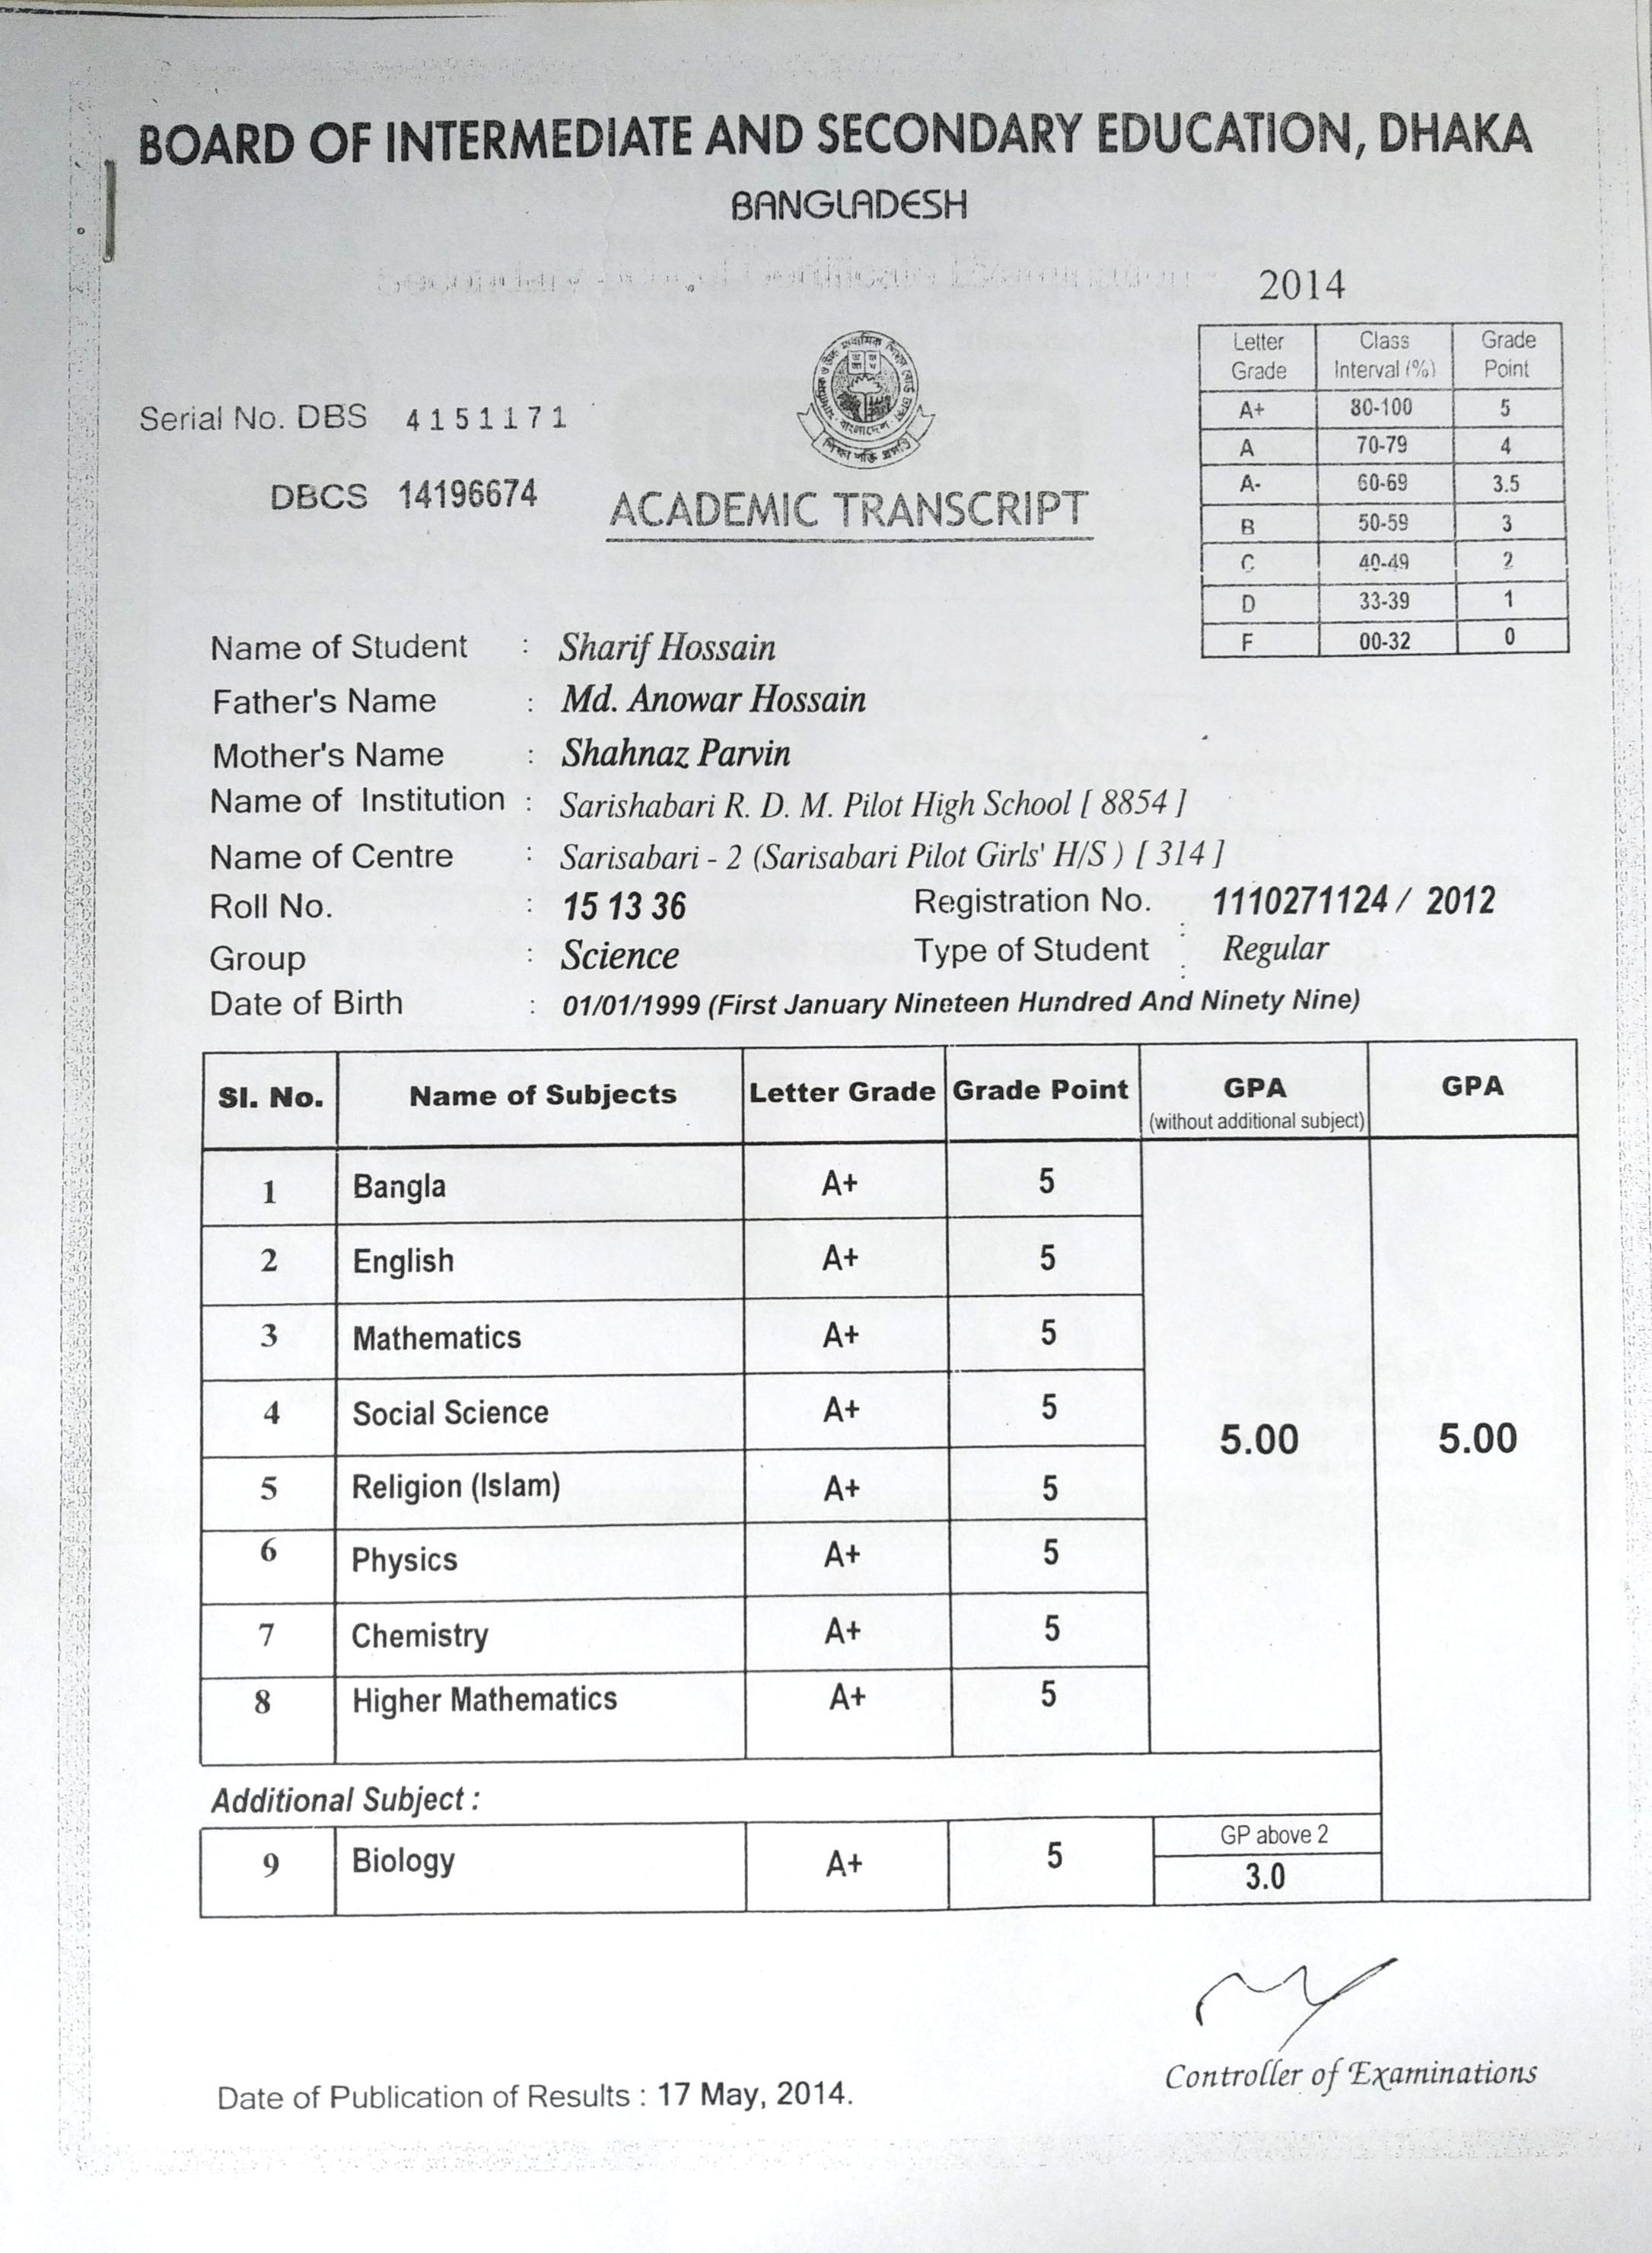 BOARD OF INTERMEDIATE AND SECONDARY EDUCATION, DHAKA
BANGLADESH
2014
Letter Grade Class Interval (%) Grade Point
A+ 80-100 5
A 70-79 4
A- 60-69 3.5
B 50-59 3
C 40-49 2
D 33-39 1
F 00-32 0
Serial No. DBS 4151171
DBCS 14196674
ACADEMIC TRANSCRIPT
Name of Student : Sharif Hossain
Father's Name : Md. Anowar Hossain
Mother's Name : Shahnaz Parvin
Name of Institution : Sarishabari R. D. M. Pilot High School [ 8854 ]
Name of Centre : Sarisabari - 2 (Sarisabari Pilot Girls' H/S ) [ 314 ]
Roll No. : 15 13 36 Registration No. : 1110271124 / 2012
Group : Science Type of Student : Regular
Date of Birth : 01/01/1999 (First January Nineteen Hundred And Ninety Nine)
Sl. No. Name of Subjects Letter Grade Grade Point GPA (without additional subject) GPA
1 Bangla A+ 5
2 English A+ 5
3 Mathematics A+ 5
4 Social Science A+ 5
5.00 5.00
5 Religion (Islam) A+ 5
6 Physics A+ 5
7 Chemistry A+ 5
8 Higher Mathematics A+ 5
Additional Subject :
9 Biology A+ 5 GP above 2
3.0
Controller of Examinations
Date of Publication of Results : 17 May, 2014.